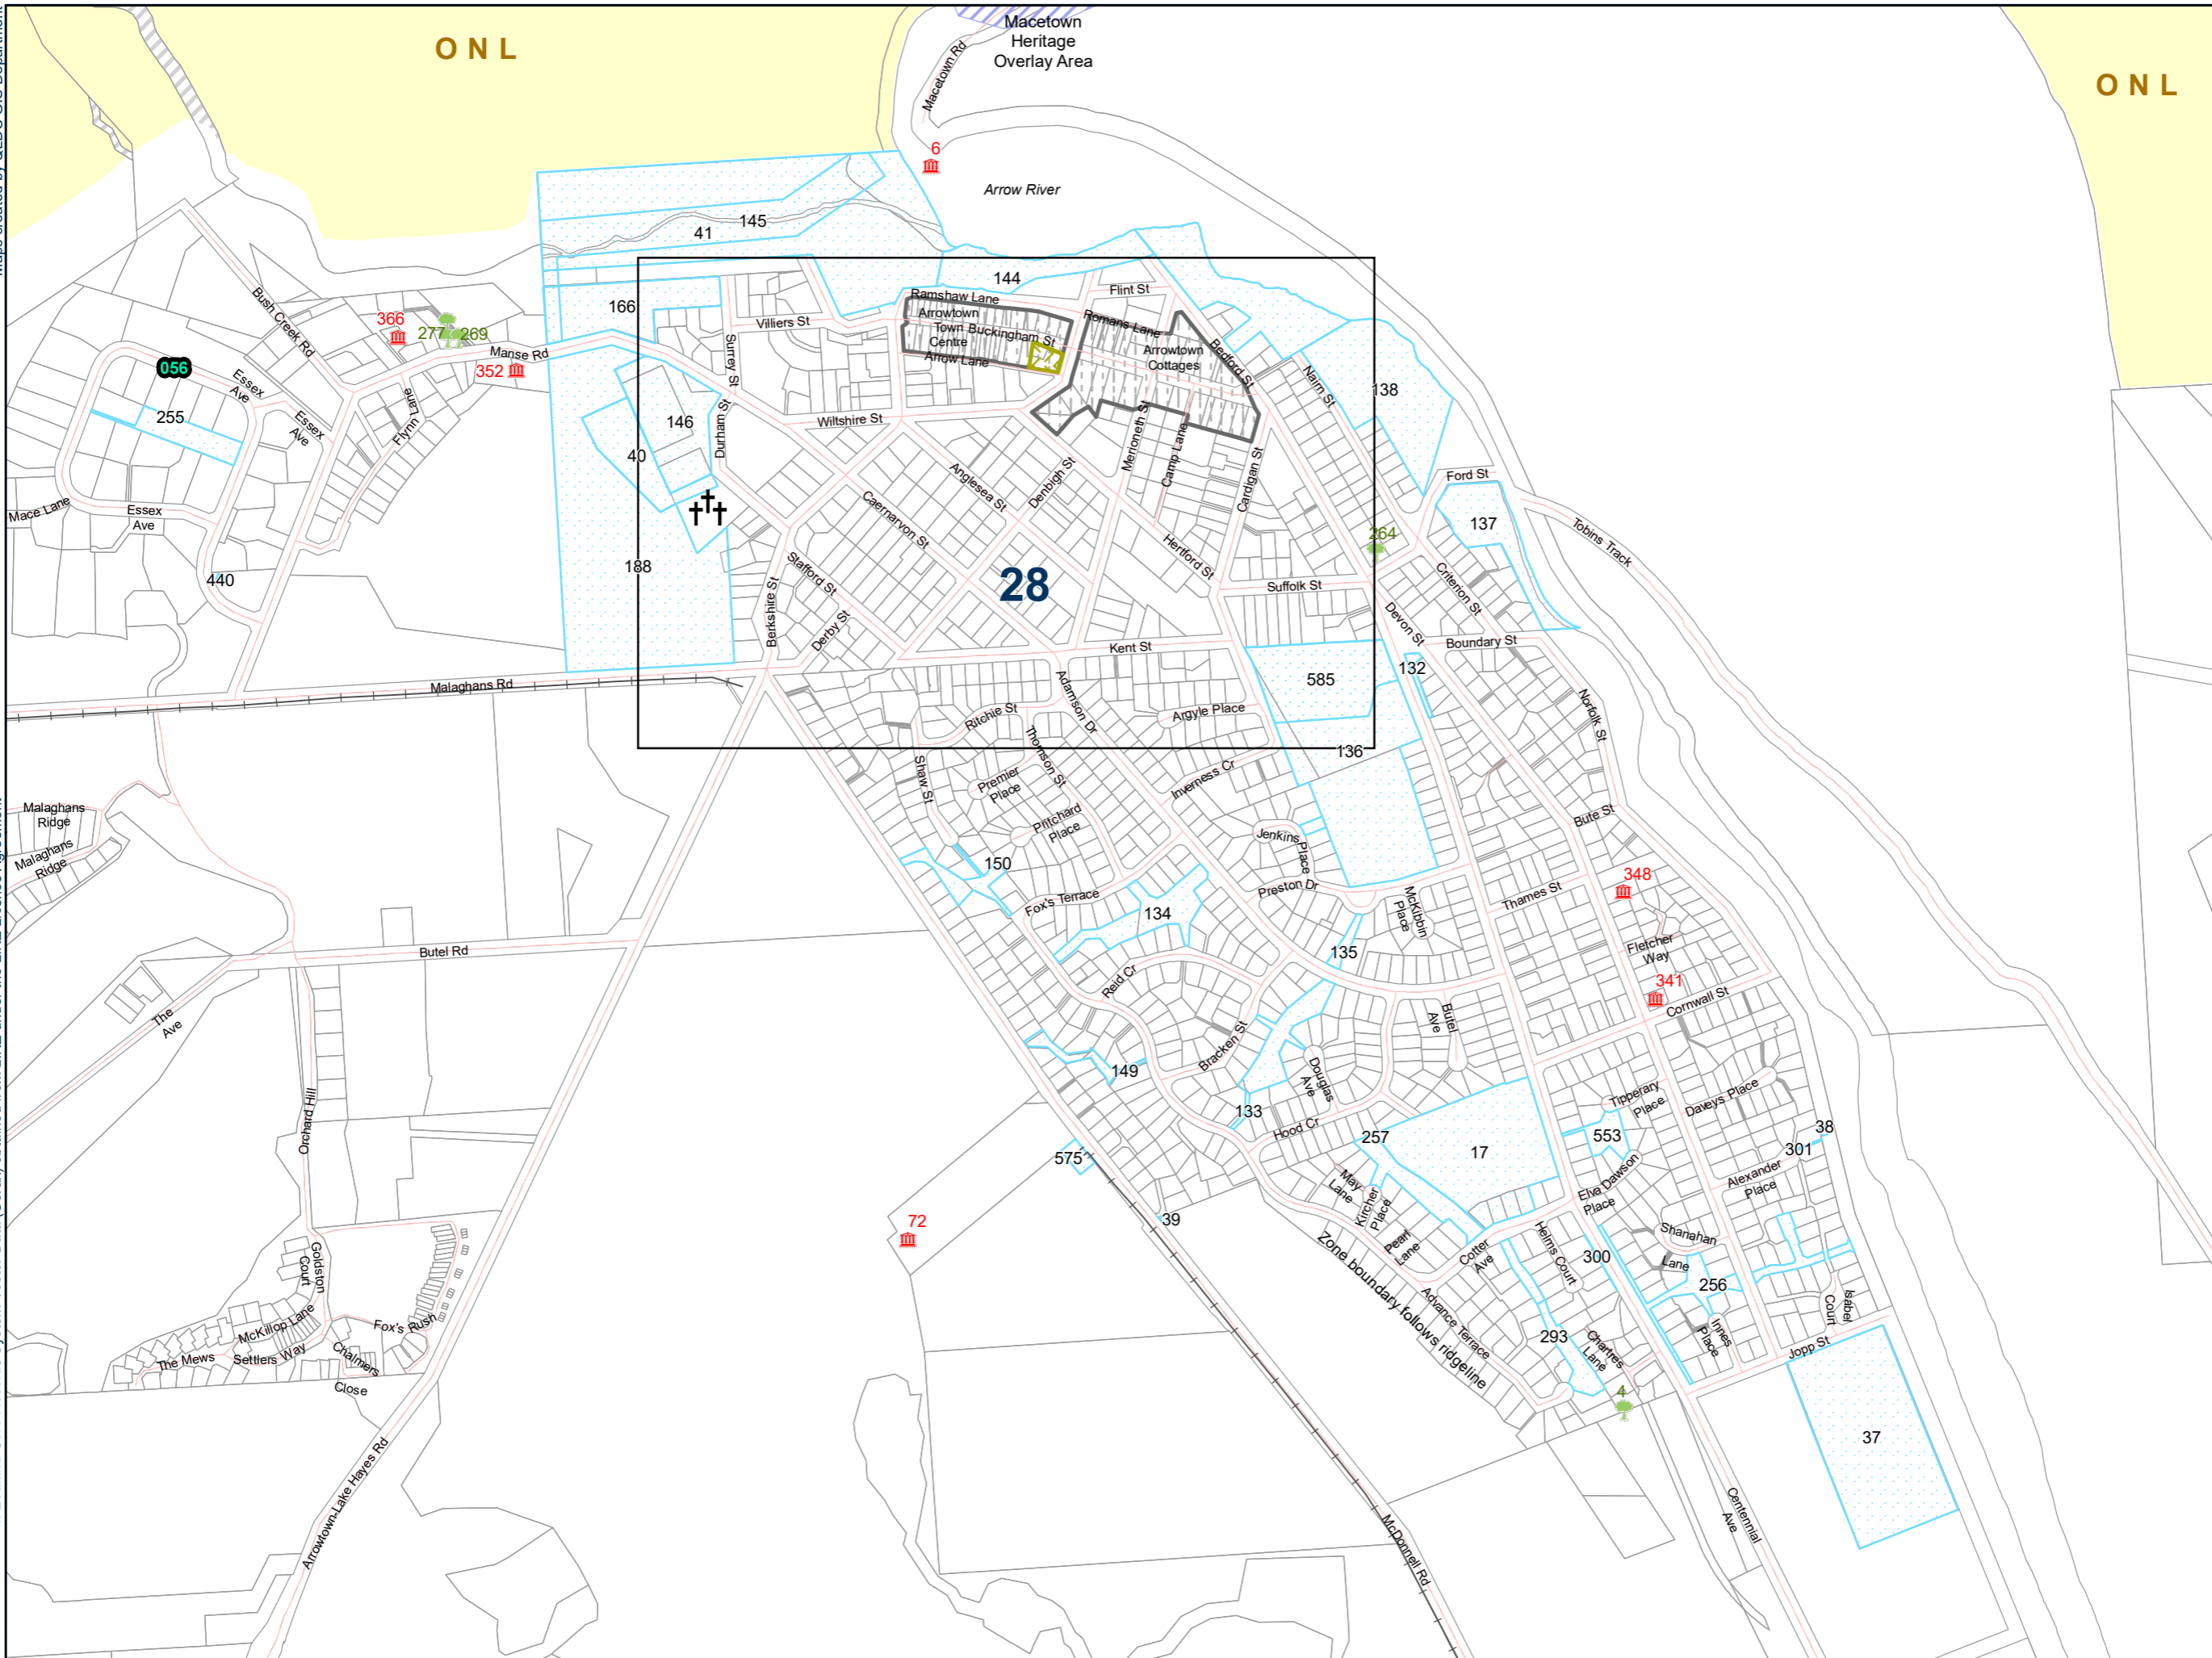 ONL
Macetown
Heritage
Overlay Area
ONL
Macetown Rd
6
Arrow River
145
41
144
166
Ramshaw Lane
Flint St
Arrowtown
Town
Centre
Buckingham St
Arrow Lane
Romans Lane
Arrowtown
Cottages
Bedford St
Nairn St
138
Bush Creek Rd
366
277
269
Manse Rd
352
Villiers St
Surrey St
056
Essex
Ave
Essex
Ave
255
Flynn Lane
146
40
Durham St
Wiltshire St
Merioneth St
Camp Lane
Cardigan St
Anglesea St
Denbigh St
Caernarvon St
Ford St
137
Tobins Track
Mace Lane
Essex
Ave
264
Hertford St
188
440
Stafford St
28
Suffolk St
Criterion St
Berkshire St
Derby St
Devon St
Boundary St
Kent St
132
585
Malaghans Rd
Adamson Dr
Ritchie St
Argyle Place
Norfolk St
136
Thomson St
Shaw St
Premier
Place
Inverness Cr
Pritchard
Place
Malaghans
Ridge
Malaghans
Ridge
Bute St
Jenkins
Place
150
348
Preston Dr
McKibbin
Place
Thames St
Fox's Terrace
134
135
Butel Rd
Fletcher
Way
Reid Cr
341
Cornwall St
The
Ave
Butel
Ave
Bracken St
149
Douglas
Ave
Orchard Hill
133
Hood Cr
Tipperary
Place
Daveys Place
257
17
553
38
301
575
May
Lane
Kircher
Place
Elva Dawson
Place
Alexander
Place
39
72
Pearl
Lane
Cotter
Ave
Helms Court
300
Shanahan
Lane
256
Goldston
Court
Zone boundary follows ridgeline
Advance Terrace
293
Chartres
Lane
Innes
Place
Isabel
Court
Jopp St
McKillop Lane
Fox's Rush
The Mews
Settlers Way
Chalmers
Close
4
37
Arrowtown-Lake Hayes Rd
Centennial
Ave
McDonnell Rd